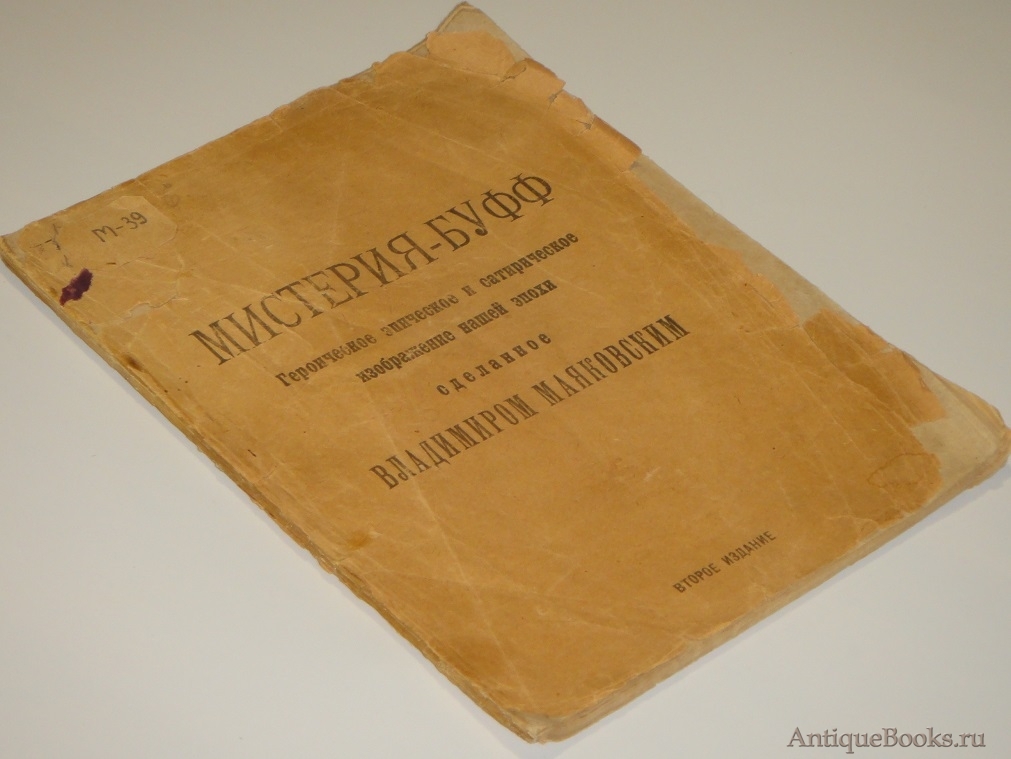 М-39
МИСТЕРИЯ-БУФФ
Героическое эпическое и сатирическое
изображение нашей эпохи
сделанное
ВЛАДИМИРОМ МАЯКОВСКИМ
ВТОРОЕ ИЗДАНИЕ
AntiqueBooks.ru